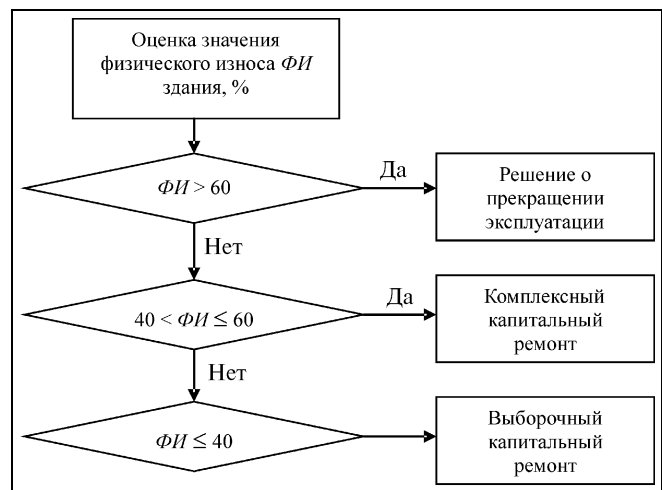 Оценка значения
физического износа ФИ
здания, %
ФИ > 60
Да
Решение о
прекращении
эксплуатации
Нет
40 < ФИ ≤ 60
Да
Комплексный
капитальный
ремонт
Нет
ФИ ≤ 40
Выборочный
капитальный
ремонт